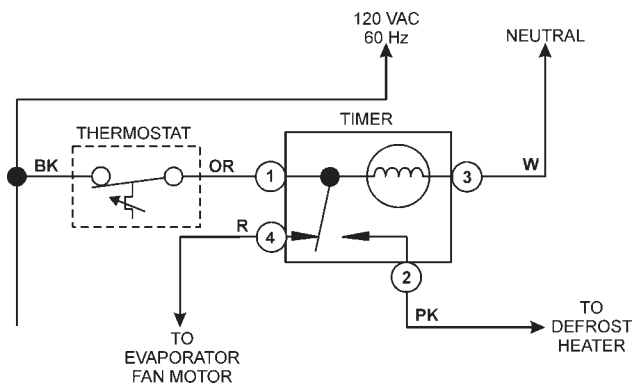 120 VAC
60 Hz
NEUTRAL
THERMOSTAT
TIMER
BK
OR
1
3
W
R
4
2
PK
TO
EVAPORATOR
FAN MOTOR
TO
DEFROST
HEATER